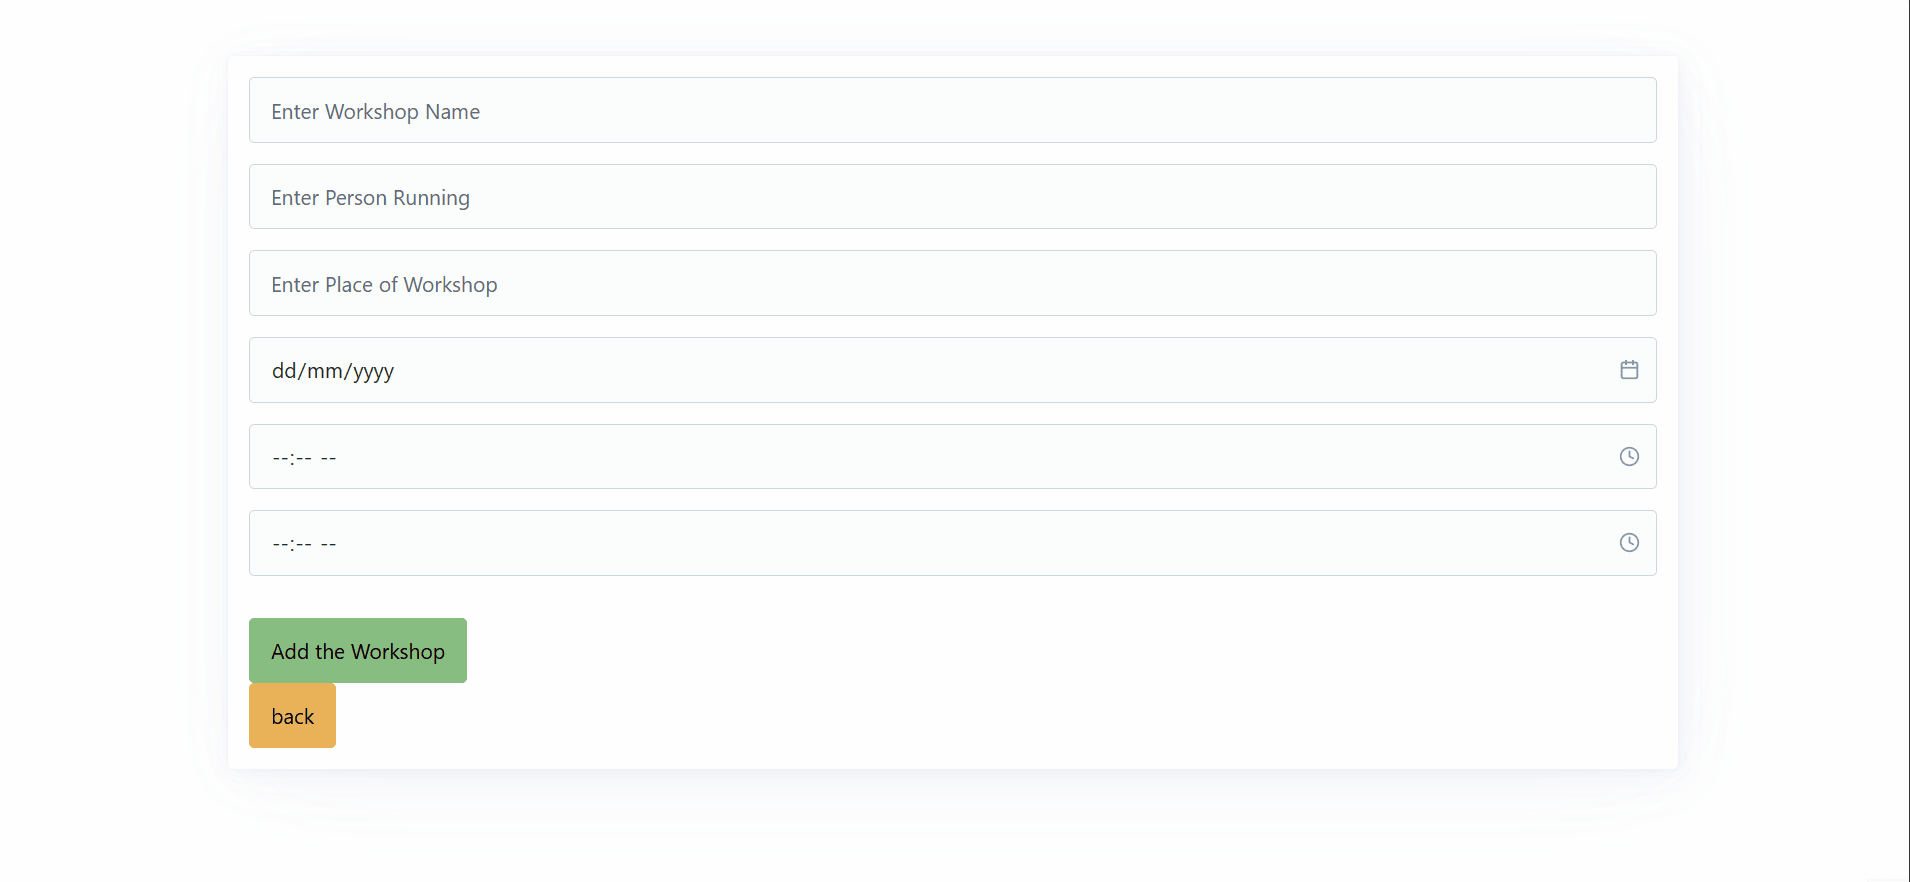 Enter Workshop Name
Enter Person Running
Enter Place of Workshop
dd/mm/yyyy
--:-- --
--:-- --
Add the Workshop
back